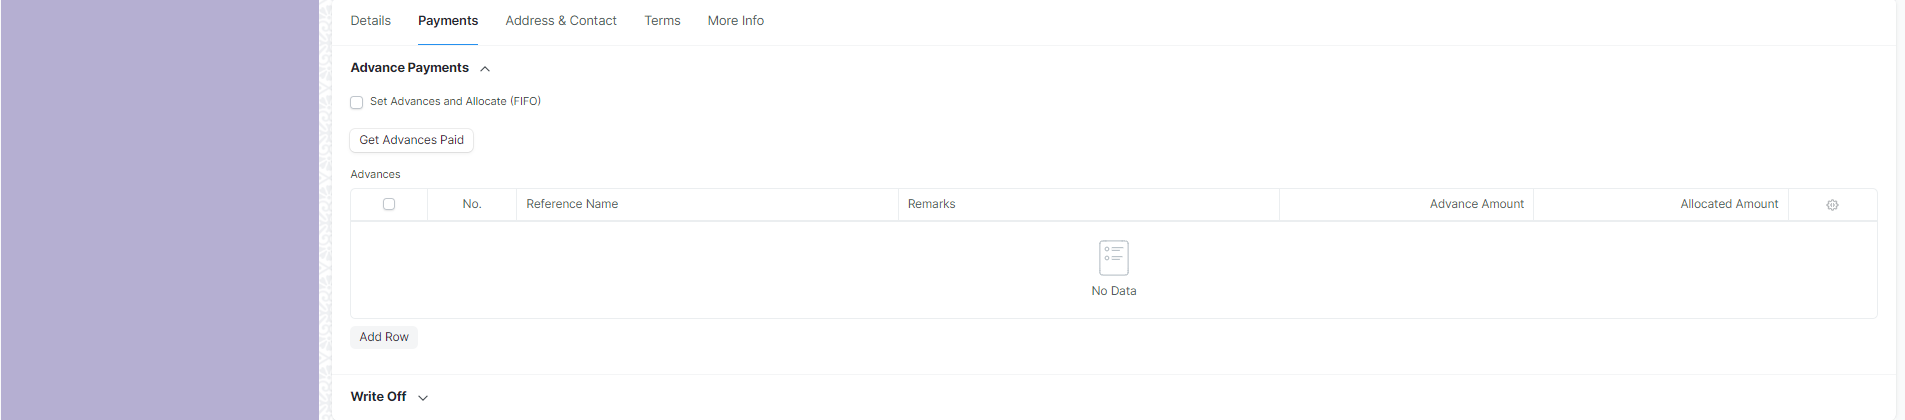 Details Payments Address & Contact Terms More Info
Advance Payments
Set Advances and Allocate (FIFO)
Get Advances Paid
Advances
No. Reference Name Remarks Advance Amount Allocated Amount
No Data
Add Row
Write Off